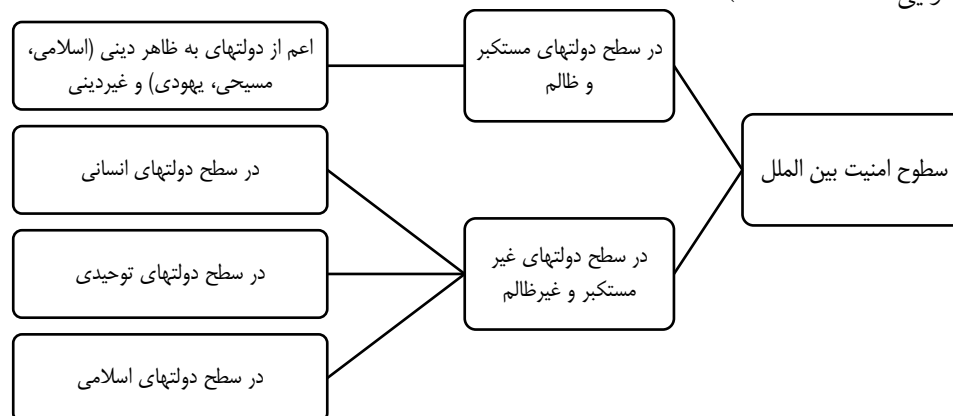 سطوح امنیت بین الملل
در سطح دولتهای مستکبر
و ظالم
اعم از دولتهای به ظاهر دینی (اسلامی،
مسیحی، یهودی) و غیردینی
در سطح دولتهای غیر
مستکبر و غیرظالم
در سطح دولتهای انسانی
در سطح دولتهای توحیدی
در سطح دولتهای اسلامی